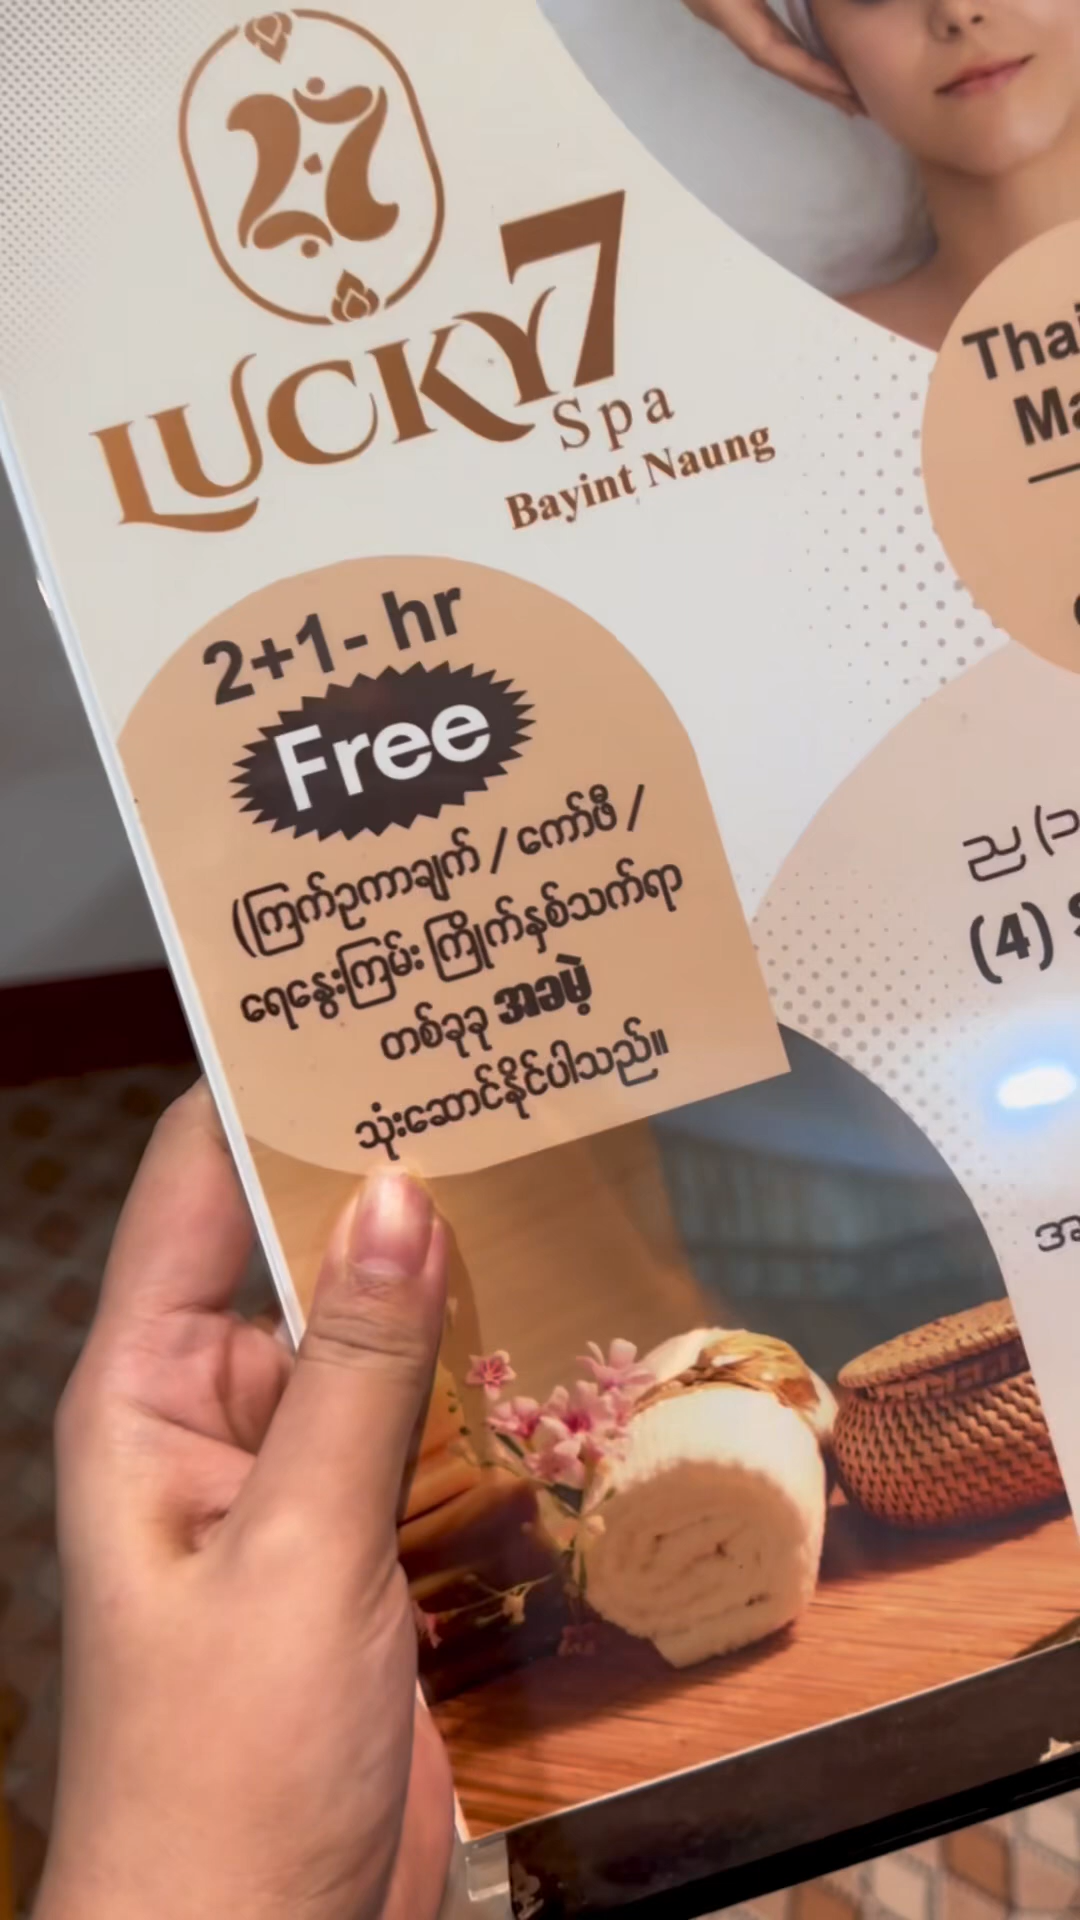 27
LUCKY7
Spa
Bayint Naung
2+1- hr
Free
(ကြက်ဥကာချက် / ကော်ဖီ /
ရေနွေးကြမ်း ကြိုက်နှစ်သက်ရာ
တစ်ခုခု အခမဲ့
သုံးဆောင်နိုင်ပါသည်။
Thai
(4)